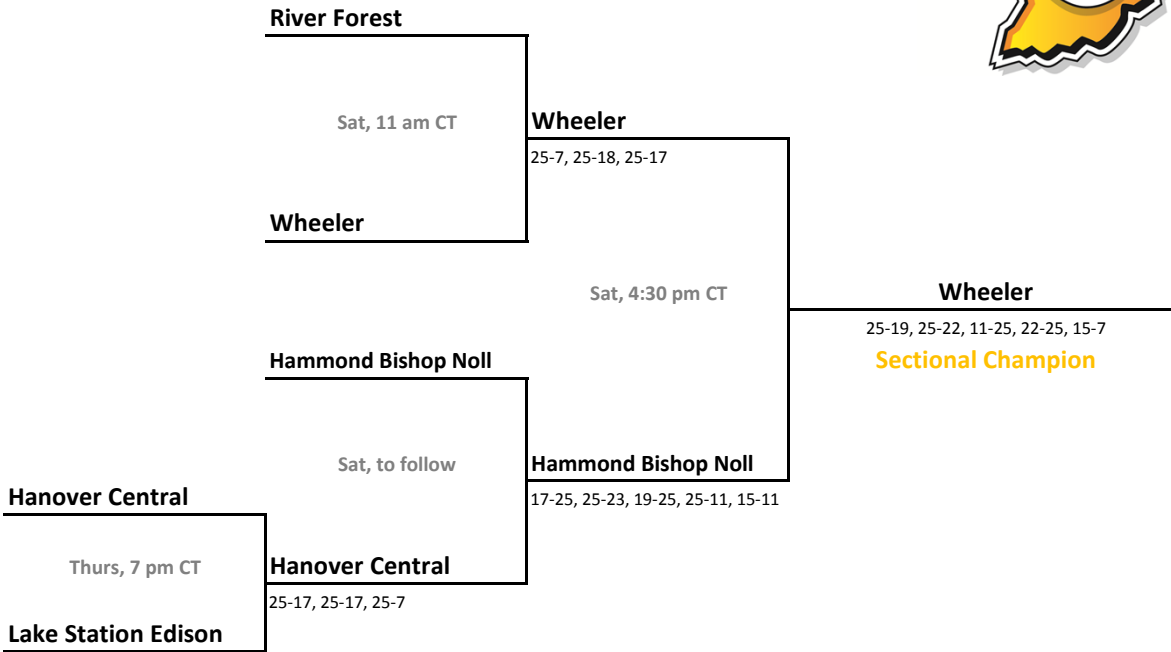 River Forest
Sat, 11 am CT
Wheeler
25-7, 25-18, 25-17
Wheeler
Sat, 4:30 pm CT
Wheeler
25-19, 25-22, 11-25, 22-25, 15-7
Sectional Champion
Hammond Bishop Noll
Sat, to follow
Hammond Bishop Noll
17-25, 25-23, 19-25, 25-11, 15-11
Hanover Central
Thurs, 7 pm CT
Hanover Central
25-17, 25-17, 25-7
Lake Station Edison